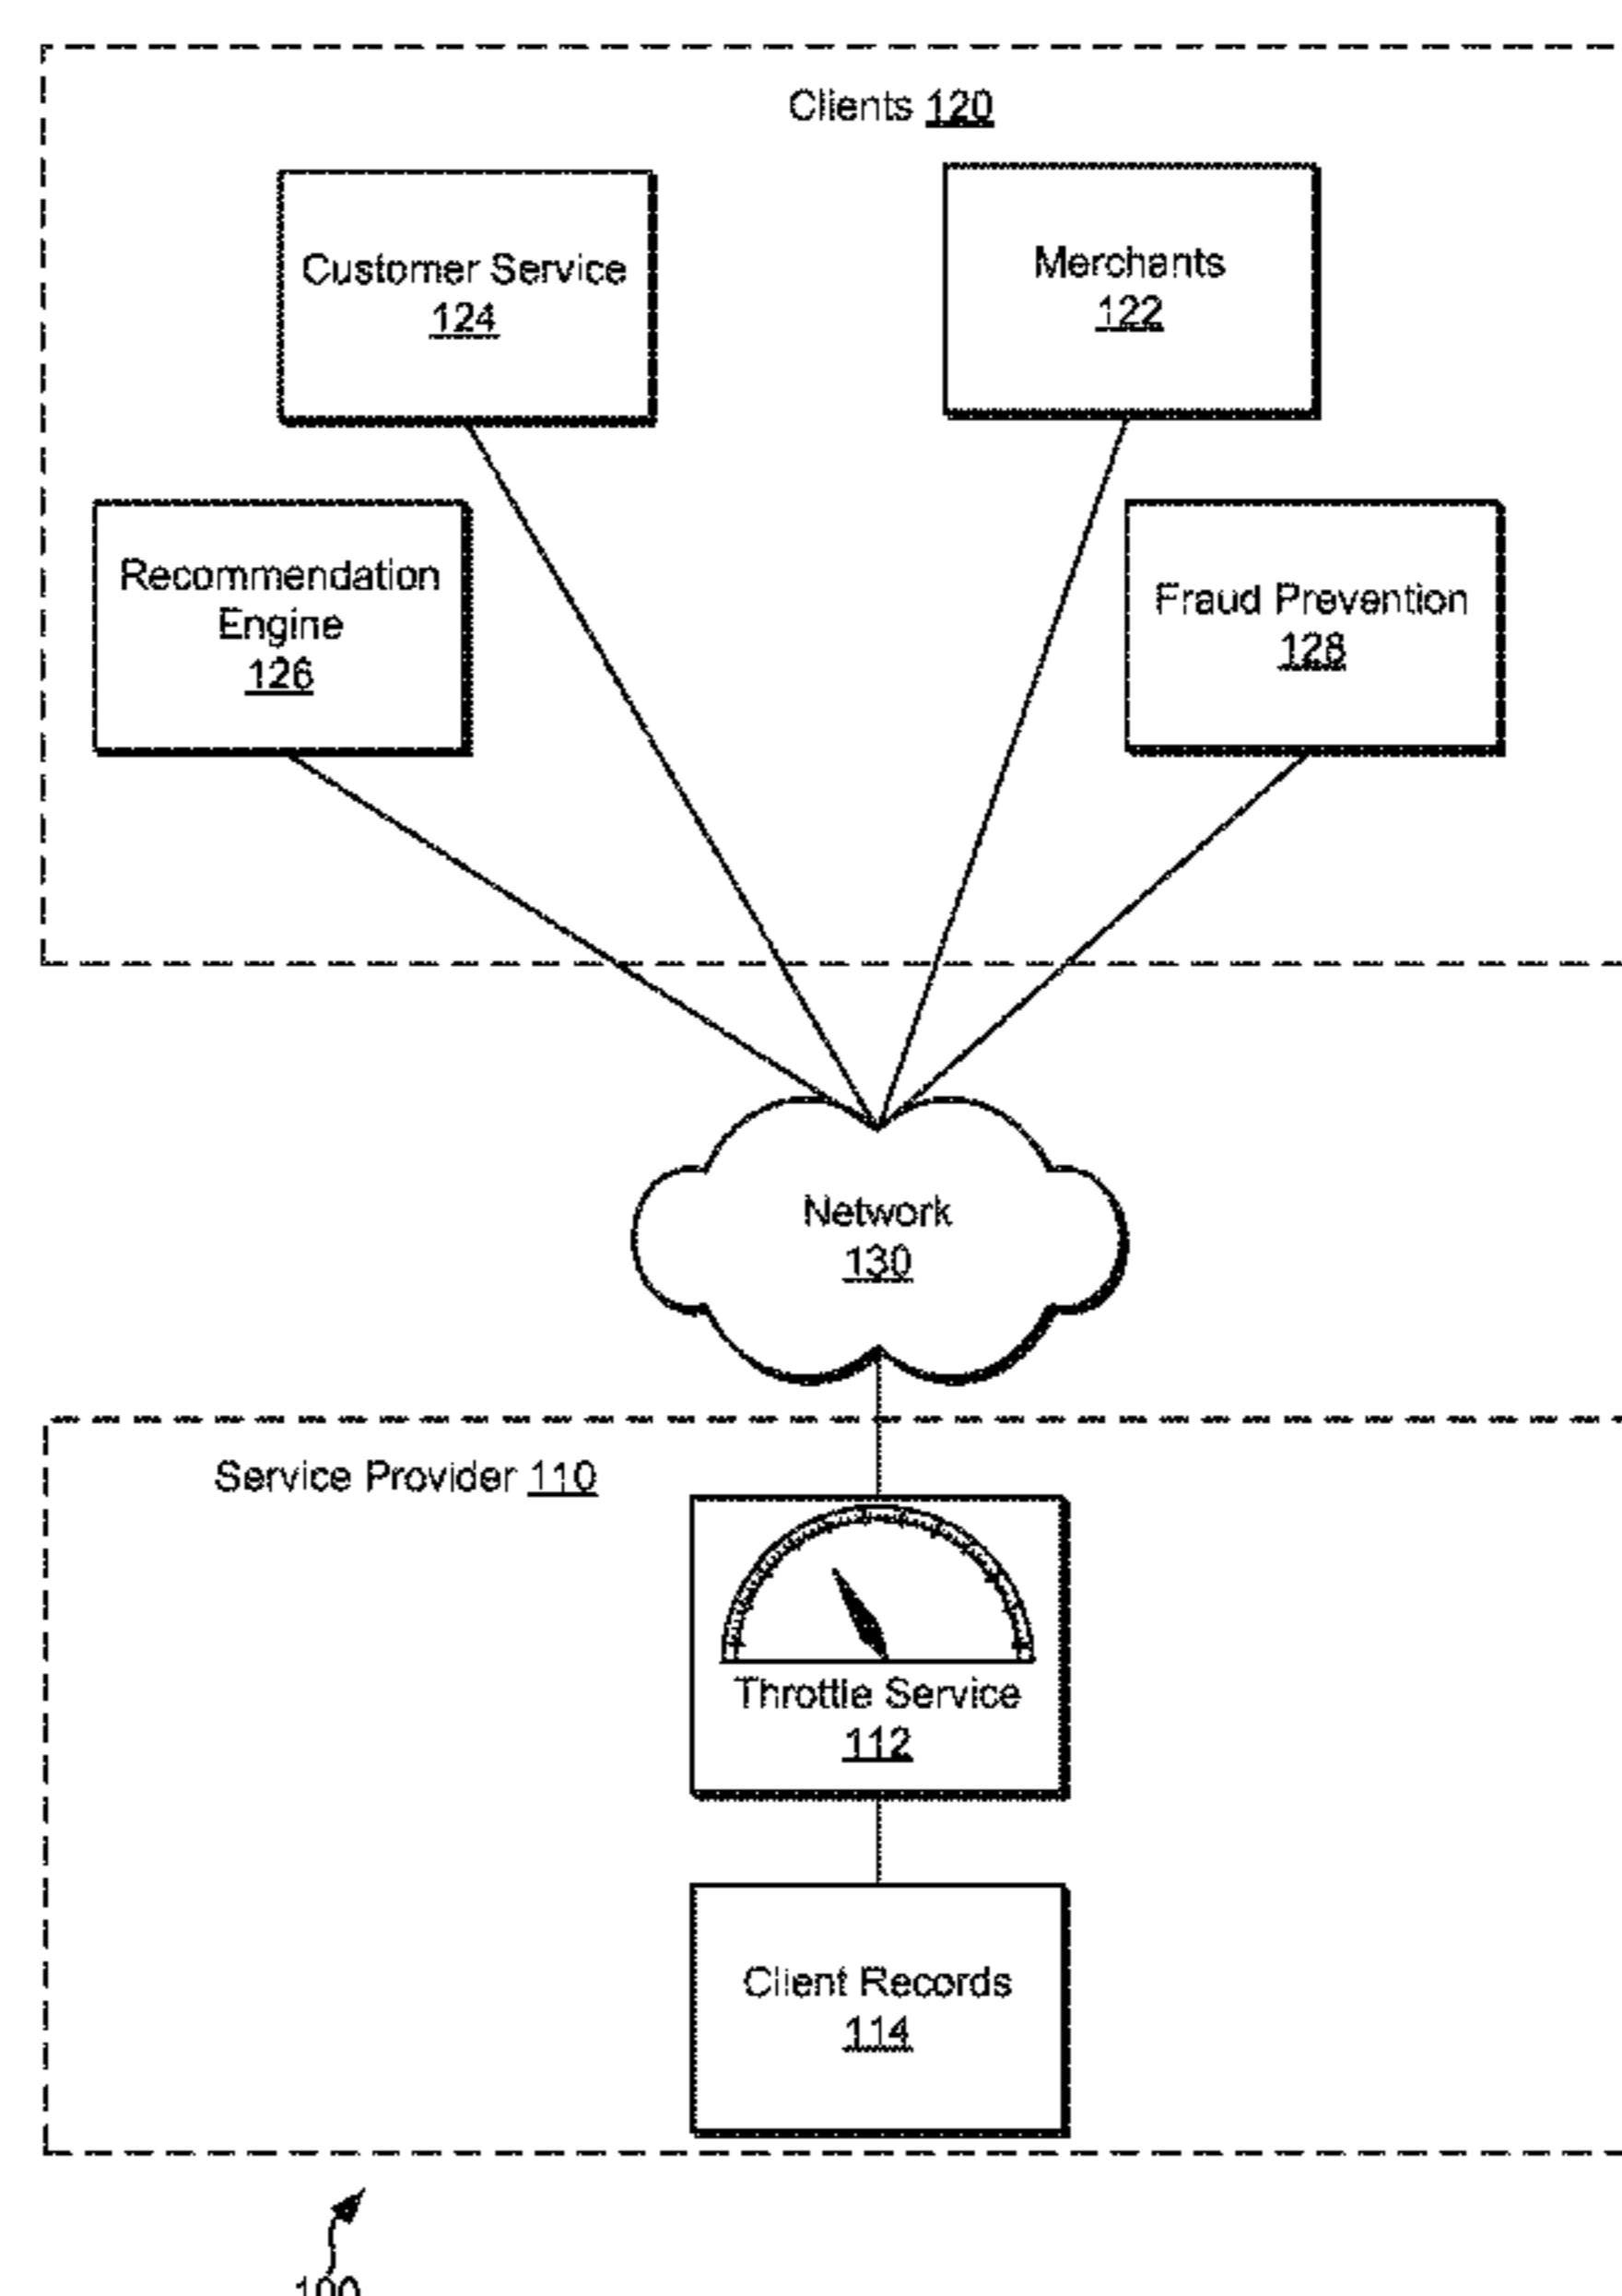 Clients 120
Customer Service
124
Merchants
122
Recommendation
Engine
126
Fraud Prevention
128
Network
130
Service Provider 110
Throttle Service
112
Client Records
114
100